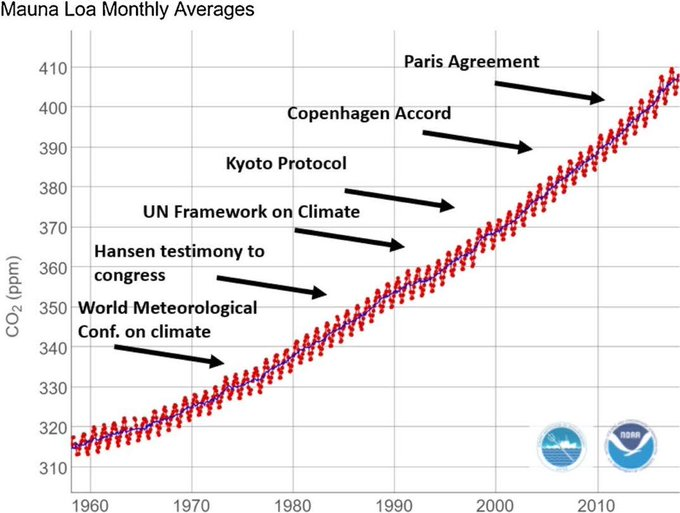 Mauna Loa Monthly Averages
410
400
390
380
370
360
350
340
330
320
310
CO₂ (ppm)
Paris Agreement
Copenhagen Accord
Kyoto Protocol
UN Framework on Climate
Hansen testimony to
congress
World Meteorological
Conf. on climate
NOAA
1960
1970
1980
1990
2000
2010